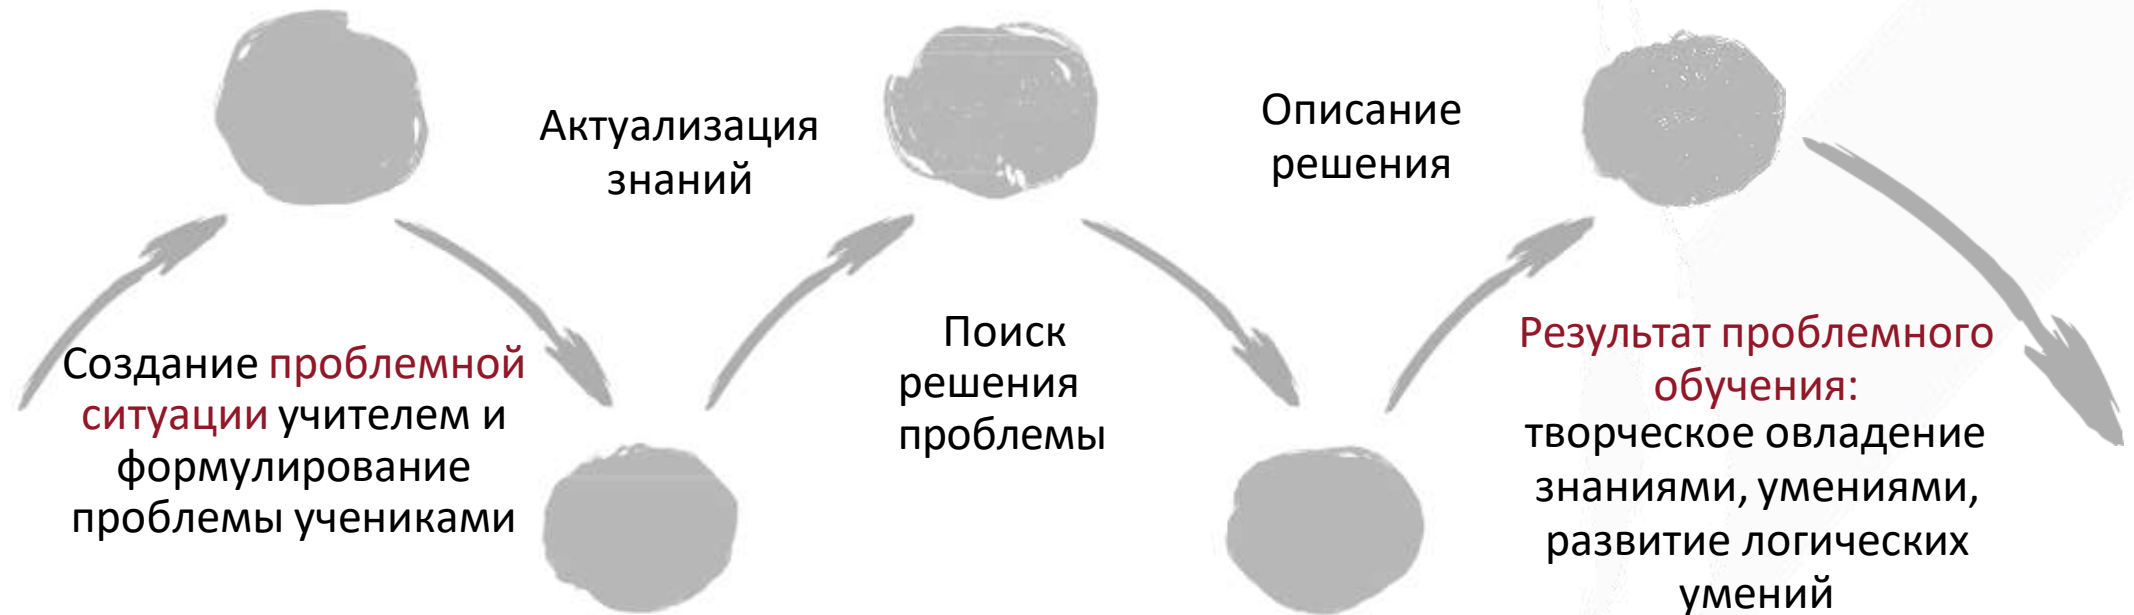 Создание проблемной
ситуации учителем и
формулирование
проблемы учениками
Актуализация
знаний
Поиск
решения
проблемы
Описание
решения
Результат проблемного
обучения:
творческое овладение
знаниями, умениями,
развитие логических
умений